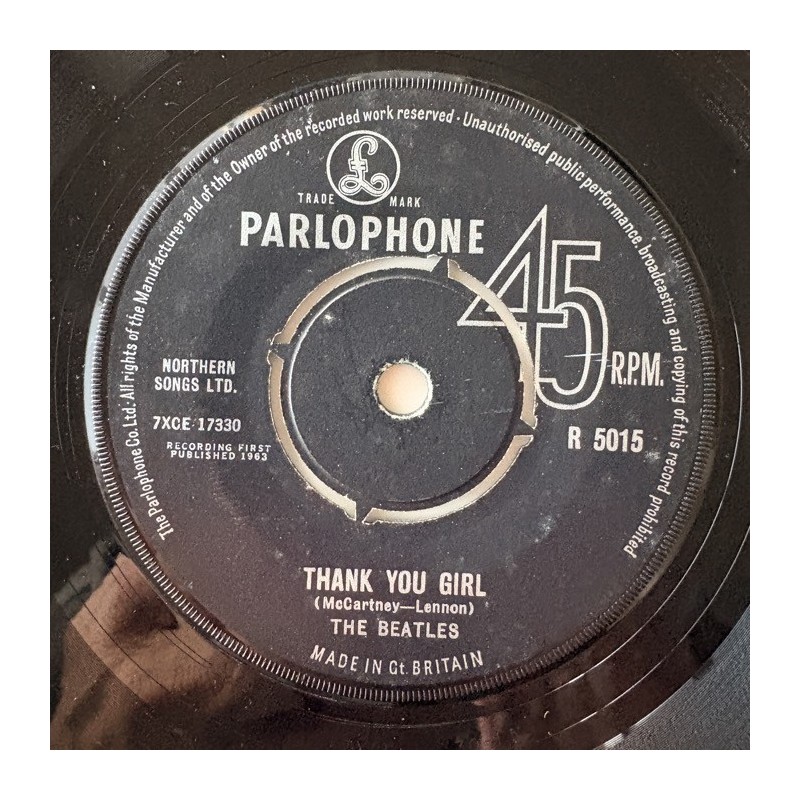 The Parlophone Co. Ltd. All rights of the Manufacturer and of the Owner of the recorded work reserved · Unauthorised public performance, broadcasting and copying of this record prohibited
£
TRADE MARK
PARLOPHONE
45 R.P.M.
NORTHERN
SONGS LTD.
7XCE 17330
RECORDING FIRST
PUBLISHED 1963
R 5015
THANK YOU GIRL
(McCartney—Lennon)
THE BEATLES
MADE IN Gt. BRITAIN